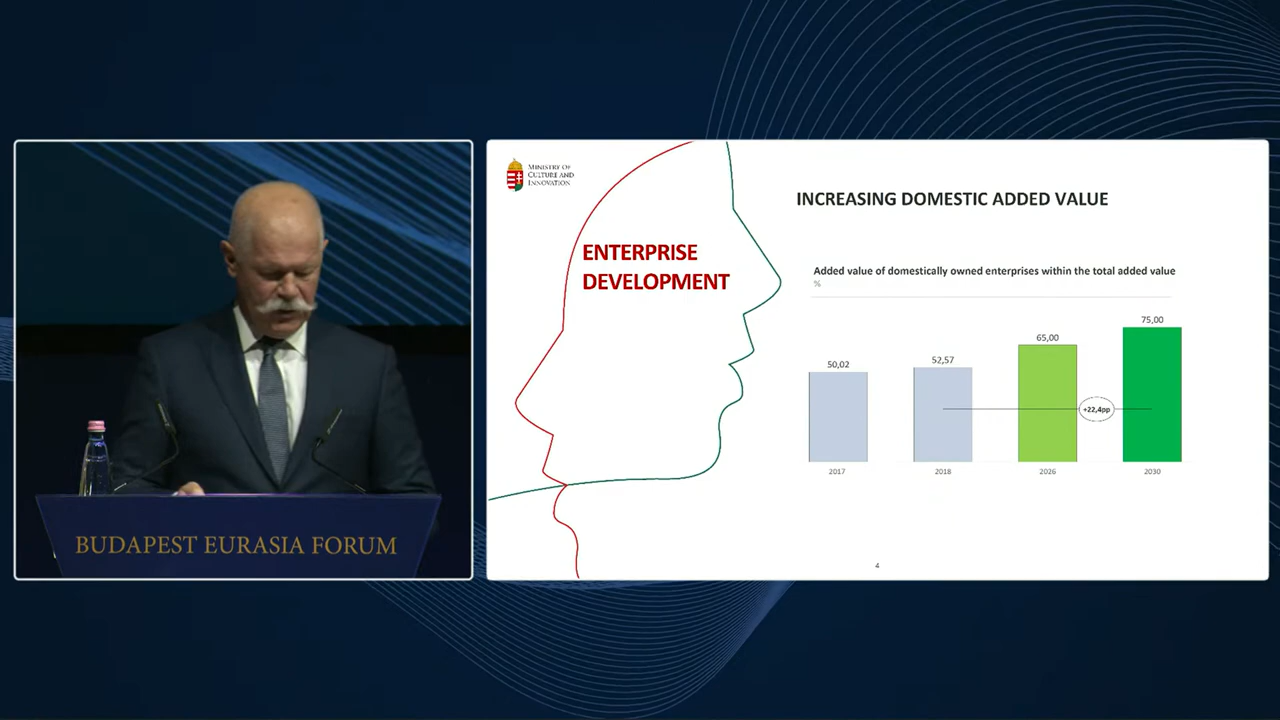 BUDAPEST EURASIA FORUM
MINISTRY OF
CULTURE AND
INNOVATION
ENTERPRISE
DEVELOPMENT
INCREASING DOMESTIC ADDED VALUE
Added value of domestically owned enterprises within the total added value
%
50,02
52,57
65,00
75,00
+22,4pp
2017
2018
2026
2030
4